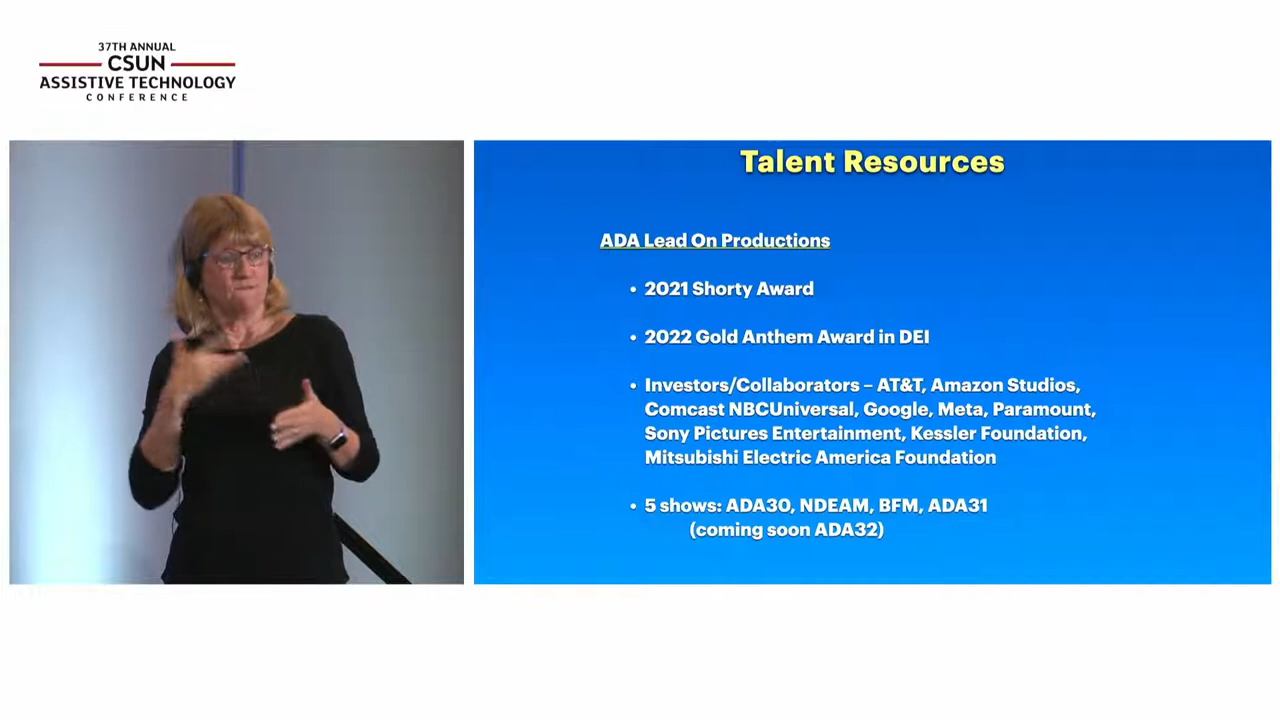 37TH ANNUAL
CSUN
ASSISTIVE TECHNOLOGY
CONFERENCE
Talent Resources
ADA Lead On Productions
• 2021 Shorty Award
• 2022 Gold Anthem Award in DEI
• Investors/Collaborators – AT&T, Amazon Studios,
Comcast NBCUniversal, Google, Meta, Paramount,
Sony Pictures Entertainment, Kessler Foundation,
Mitsubishi Electric America Foundation
• 5 shows: ADA30, NDEAM, BFM, ADA31
(coming soon ADA32)